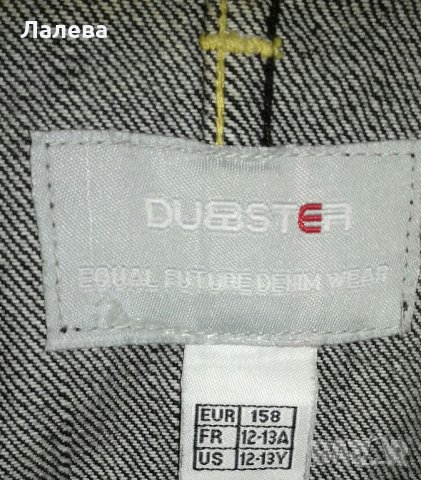 Лалева
DUBSTER
EQUAL FUTURE DENIM WEAR
EUR 158
FR 12-13A
US 12-13Y